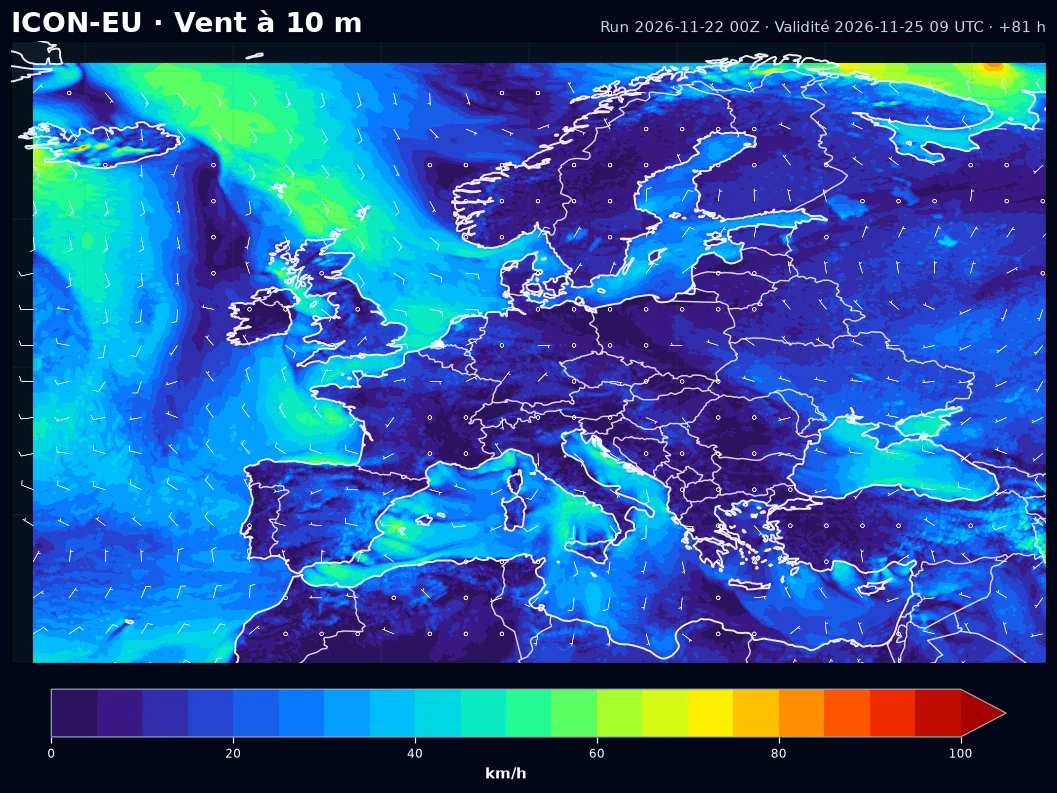 ICON-EU · Vent à 10 m
Run 2026-11-22 00Z · Validité 2026-11-25 09 UTC · +81 h
0 20 40 60 80 100
km/h